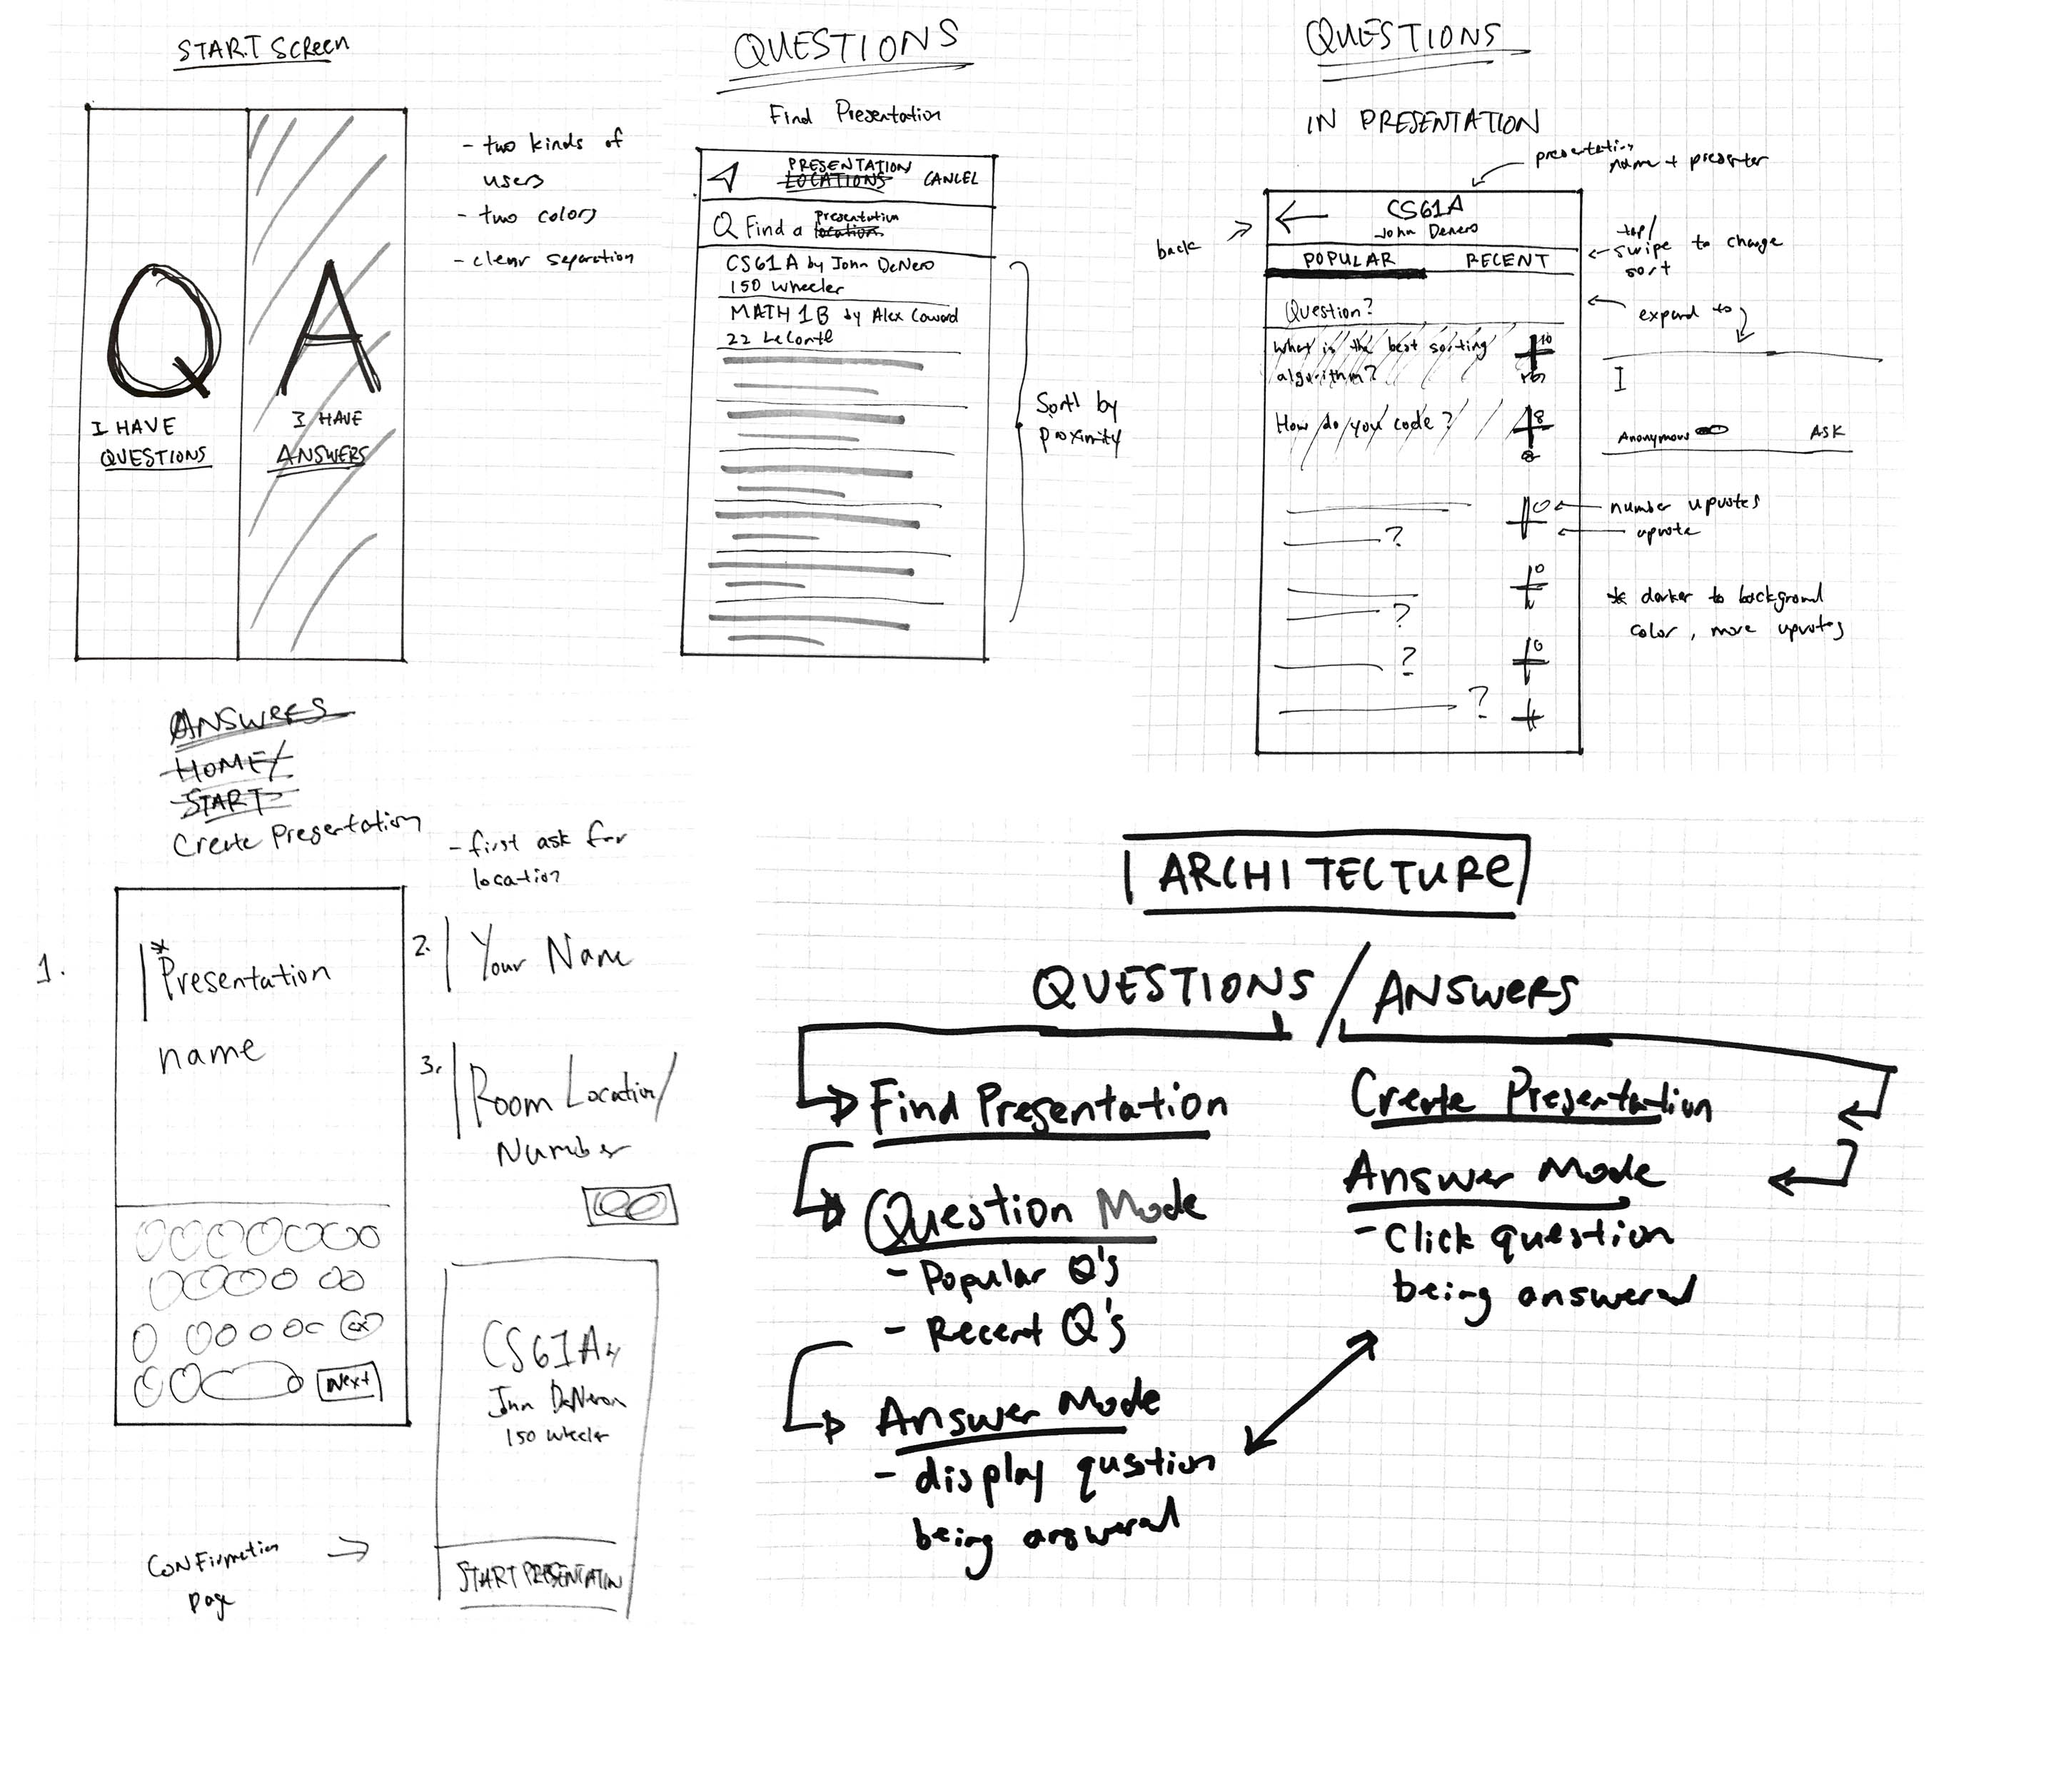 START SCREEN
Q
I HAVE
QUESTIONS
A
I HAVE
ANSWERS
- two kinds of
users
- two colors
- clear separation
QUESTIONS
Find Presentation
PRESENTATION
LOCATIONS
CANCEL
Q Find a presentation
location
CS61A by John DeNero
150 Wheeler
MATH 1B by Alex Coward
22 LeConte
Sort by
proximity
QUESTIONS
IN PRESENTATION
presentation
name + presenter
back
CS61A
John Denero
POPULAR
RECENT
tap/
swipe to change
sort
Question?
expand to
What is the best sorting
algorithm?
10
How do you code?
8
I
Anonymous
ASK
?
0
number upvotes
upvote
?
0
?
0
?
* darker to background
color, more upvotes
ANSWERS
HOME/
START
Create Presentation
- first ask for
location
1.
*Presentation
name
Next
2. Your Name
3. Room Location/
Number
CS61A
John DeNeron
150 wheeler
START PRESENTATIN
Confirmation
page
ARCHITECTURE
QUESTIONS / ANSWERS
Find Presentation
Question Mode
- Popular Q's
- Recent Q's
Answer Mode
- display qustion
being answered
Create Presentation
Answer Mode
- Click question
being answered